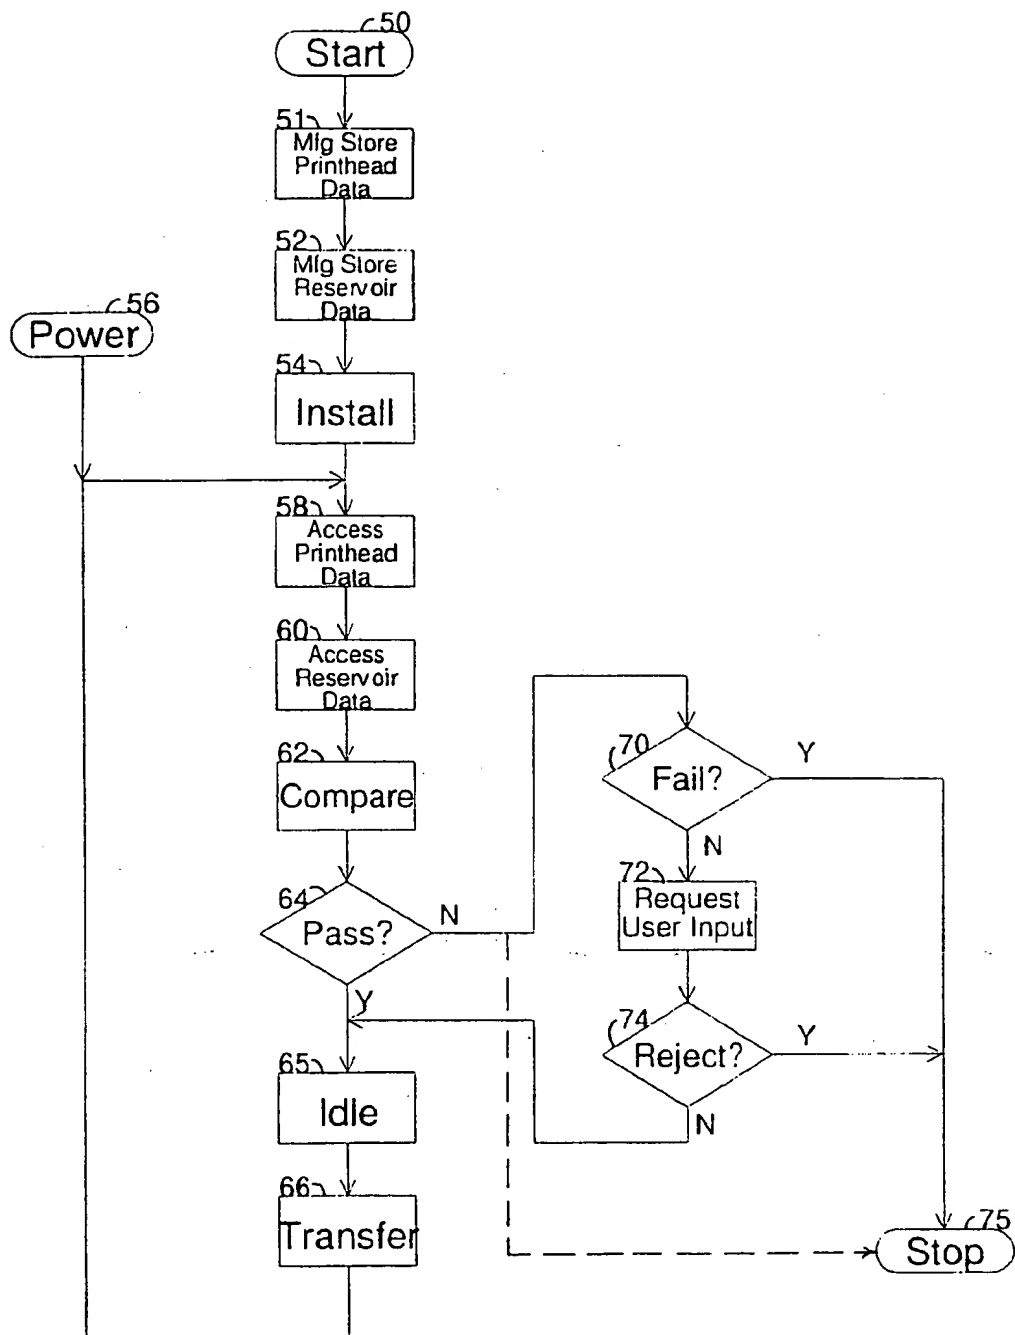 50
Start
51
Mfg Store
Printhead
Data
52
Mfg Store
Reservoir
Data
56
Power
54
Install
58
Access
Printhead
Data
60
Access
Reservoir
Data
62
Compare
64
Pass?
N
Y
70
Fail?
Y
N
72
Request
User Input
74
Reject?
Y
N
65
Idle
66
Transfer
75
Stop